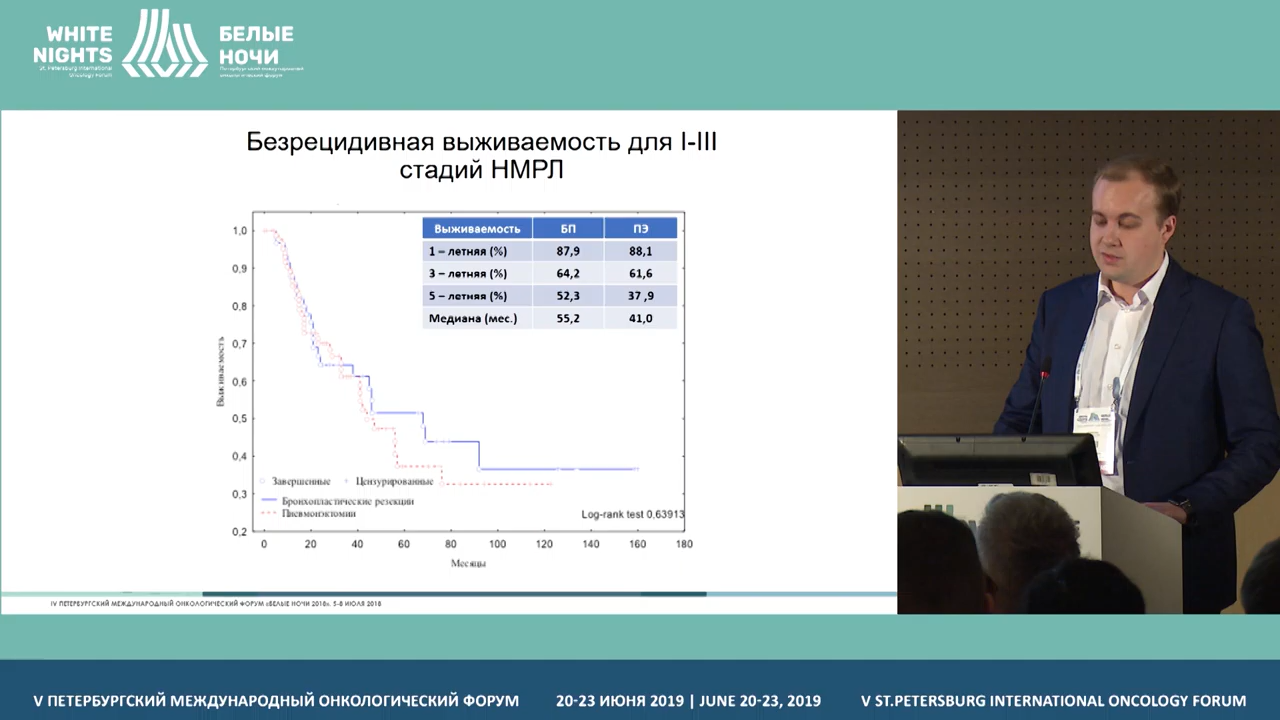 WHITE
NIGHTS
St. Petersburg International
Oncology Forum
БЕЛЫЕ
НОЧИ
Петербургский международный
онкологический форум
Безрецидивная выживаемость для I-III
стадий НМРЛ
Выживаемость БП ПЭ
1 – летняя (%) 87,9 88,1
3 – летняя (%) 64,2 61,6
5 – летняя (%) 52,3 37 ,9
Медиана (мес.) 55,2 41,0
1,0
0,9
0,8
0,7
0,6
0,5
0,4
0,3
0,2
Выживаемость
Завершенные Цензурированные
Бронхопластические резекции
Пневмонэктомии
Log-rank test 0,63913
0 20 40 60 80 100 120 140 160 180
Месяцы
IV ПЕТЕРБУРГСКИЙ МЕЖДУНАРОДНЫЙ ОНКОЛОГИЧЕСКИЙ ФОРУМ «БЕЛЫЕ НОЧИ 2018». 5-8 ИЮЛЯ 2018
V ПЕТЕРБУРГСКИЙ МЕЖДУНАРОДНЫЙ ОНКОЛОГИЧЕСКИЙ ФОРУМ 20-23 ИЮНЯ 2019 | JUNE 20-23, 2019 V ST.PETERSBURG INTERNATIONAL ONCOLOGY FORUM